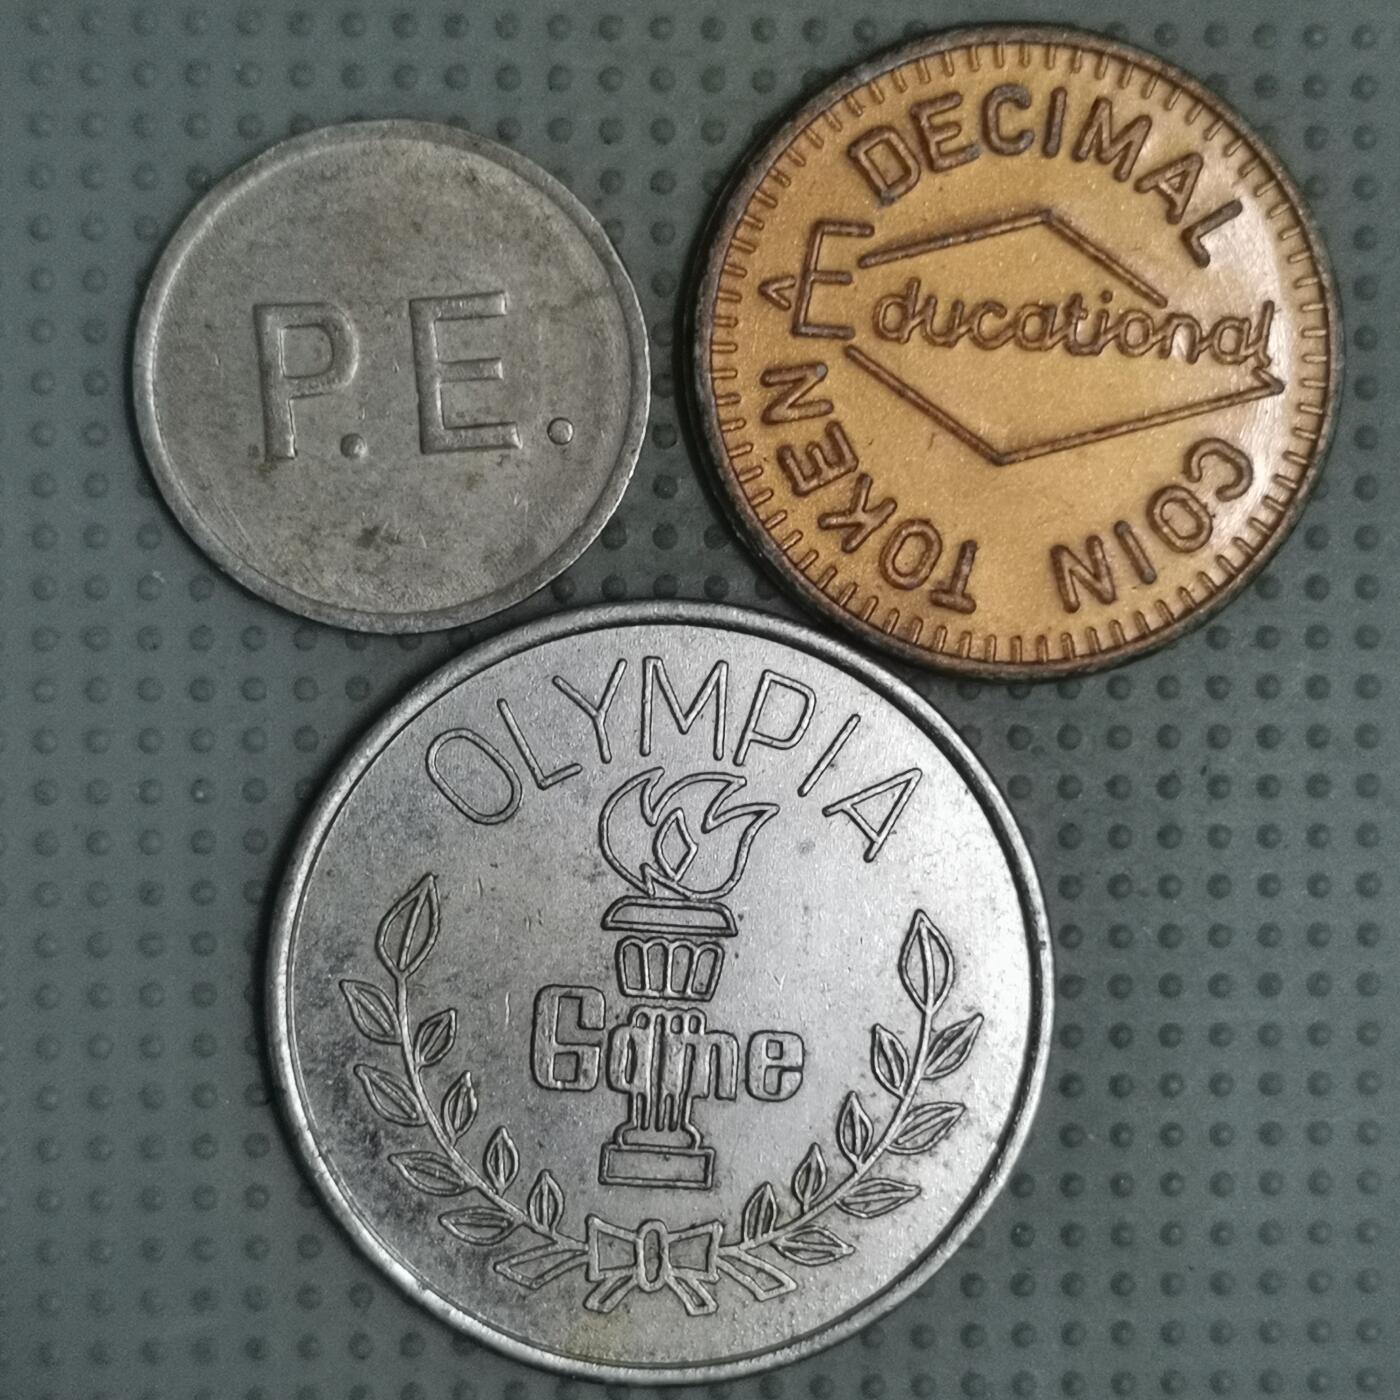 P.E.
DECIMAL
Educational
COIN TOKEN
OLYMPIA
Game